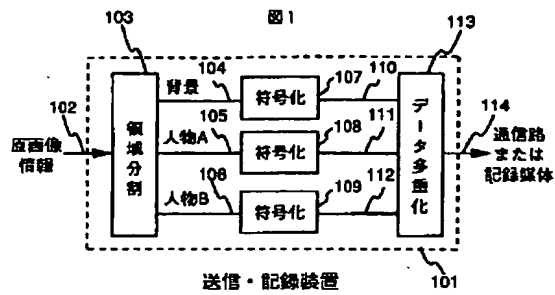 図1
103
113
背景
104
符号化
107
110
102
原画像
情報
領域分割
人物A
105
符号化
108
111
データ多重化
114
通信路
または
記録媒体
人物B
106
符号化
109
112
101
送信・記録装置